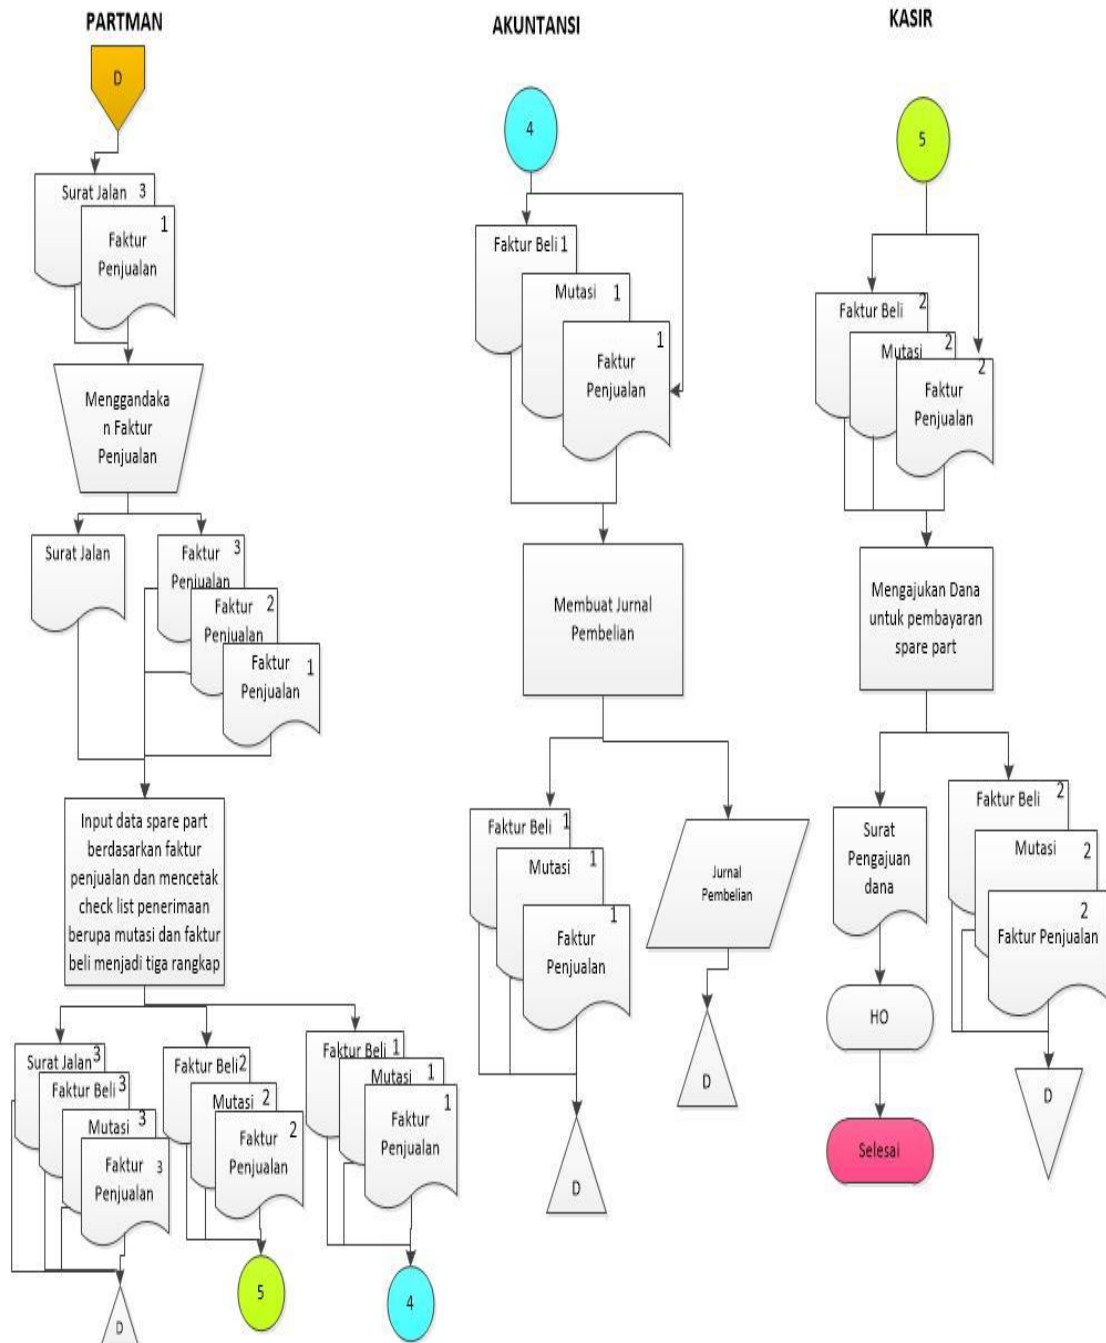 PARTMAN
D
Surat Jalan 3
1
Faktur
Penjualan
Menggandaka
n Faktur
Penjualan
Surat Jalan
Faktur 3
Penjualan
Faktur 2
Penjualan
Faktur 1
Penjualan
Input data spare part
berdasarkan faktur
penjualan dan mencetak
check list penerimaan
berupa mutasi dan faktur
beli menjadi tiga rangkap
Surat Jalan 3
Faktur Beli 3
Mutasi 3
Faktur 3
Penjualan
D
Faktur Beli 2
Mutasi 2
Faktur 2
Penjualan
5
Faktur Beli 1
Mutasi 1
Faktur 1
Penjualan
4
AKUNTANSI
4
Faktur Beli 1
Mutasi 1
1
Faktur
Penjualan
Membuat Jurnal
Pembelian
Faktur Beli 1
Mutasi 1
1
Faktur
Penjualan
D
Jurnal
Pembelian
D
KASIR
5
Faktur Beli 2
Mutasi 2
2
Faktur
Penjualan
Mengajukan Dana
untuk pembayaran
spare part
Surat
Pengajuan
dana
HO
Selesai
Faktur Beli 2
Mutasi 2
2
Faktur Penjualan
D